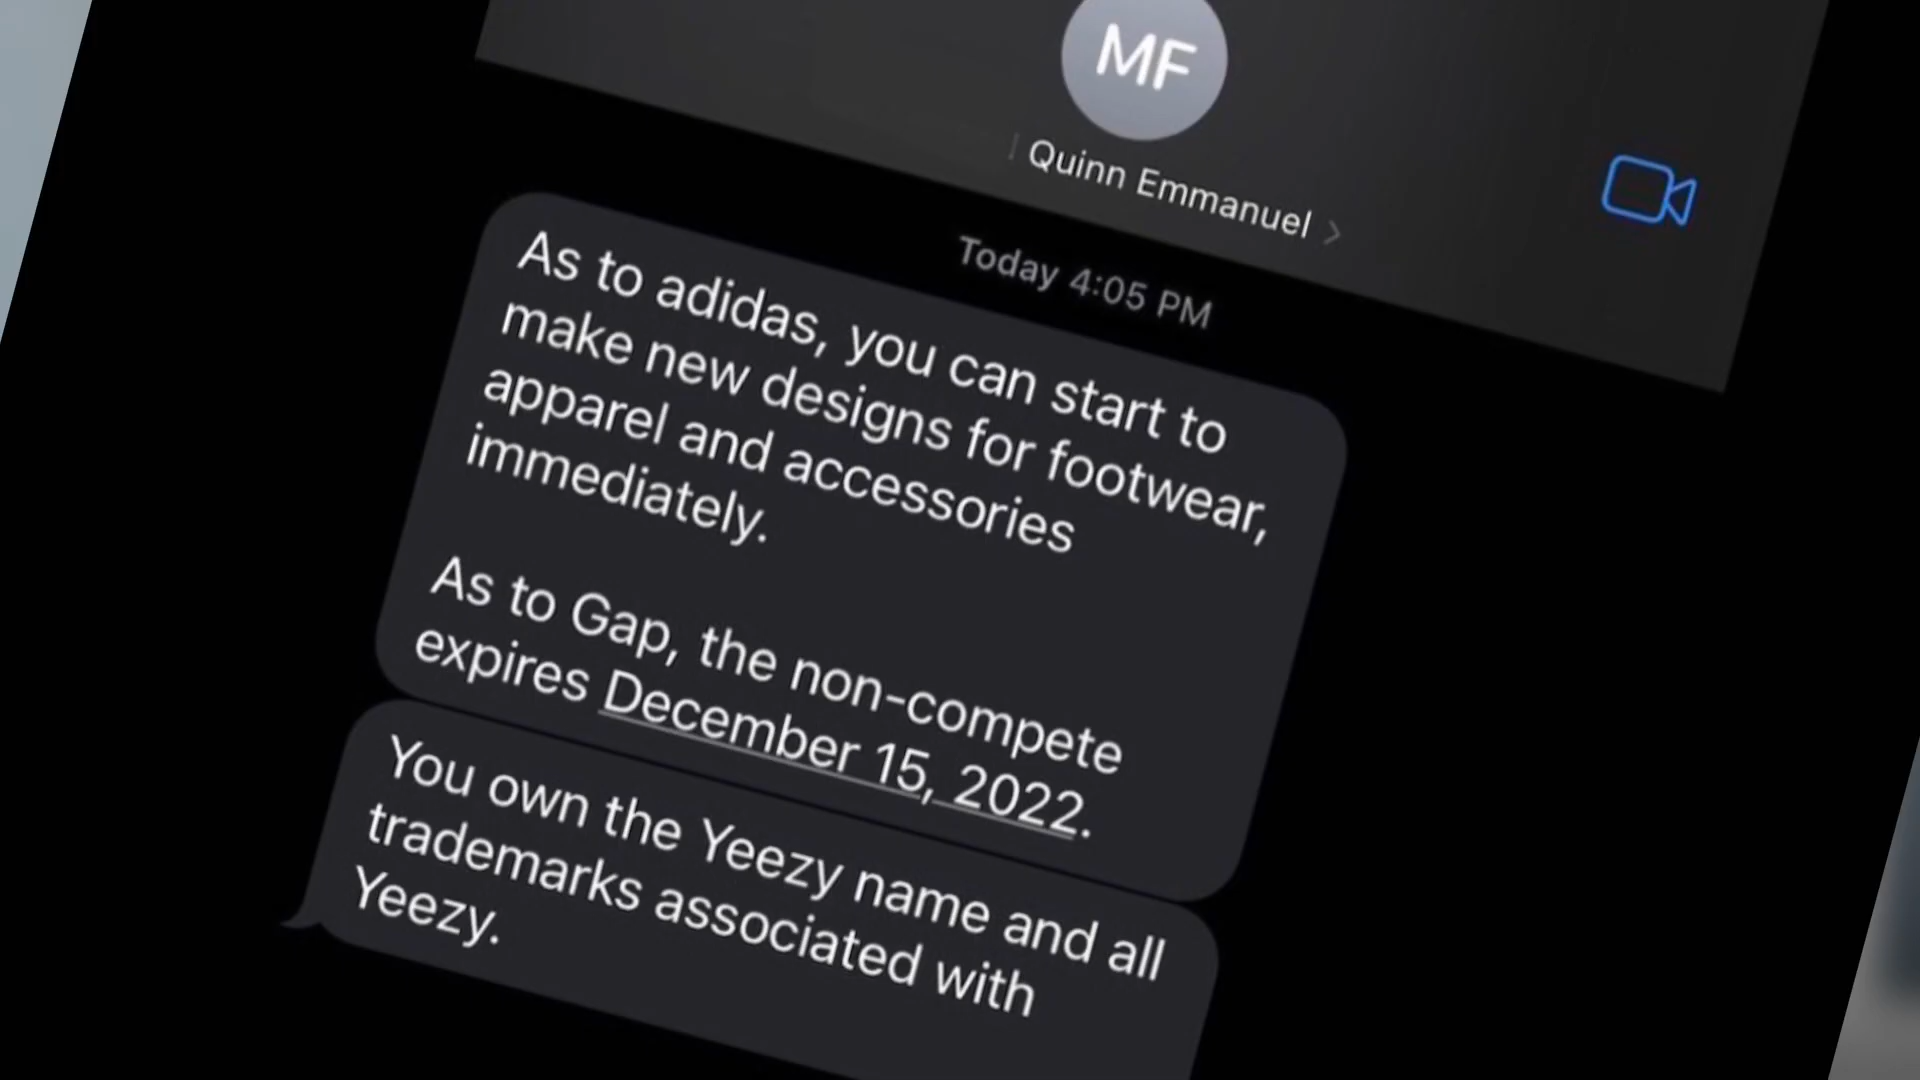 MF
Quinn Emmanuel
Today 4:05 PM
As to adidas, you can start to
make new designs for footwear,
apparel and accessories
immediately.
As to Gap, the non-compete
expires December 15, 2022.
You own the Yeezy name and all
trademarks associated with
Yeezy.